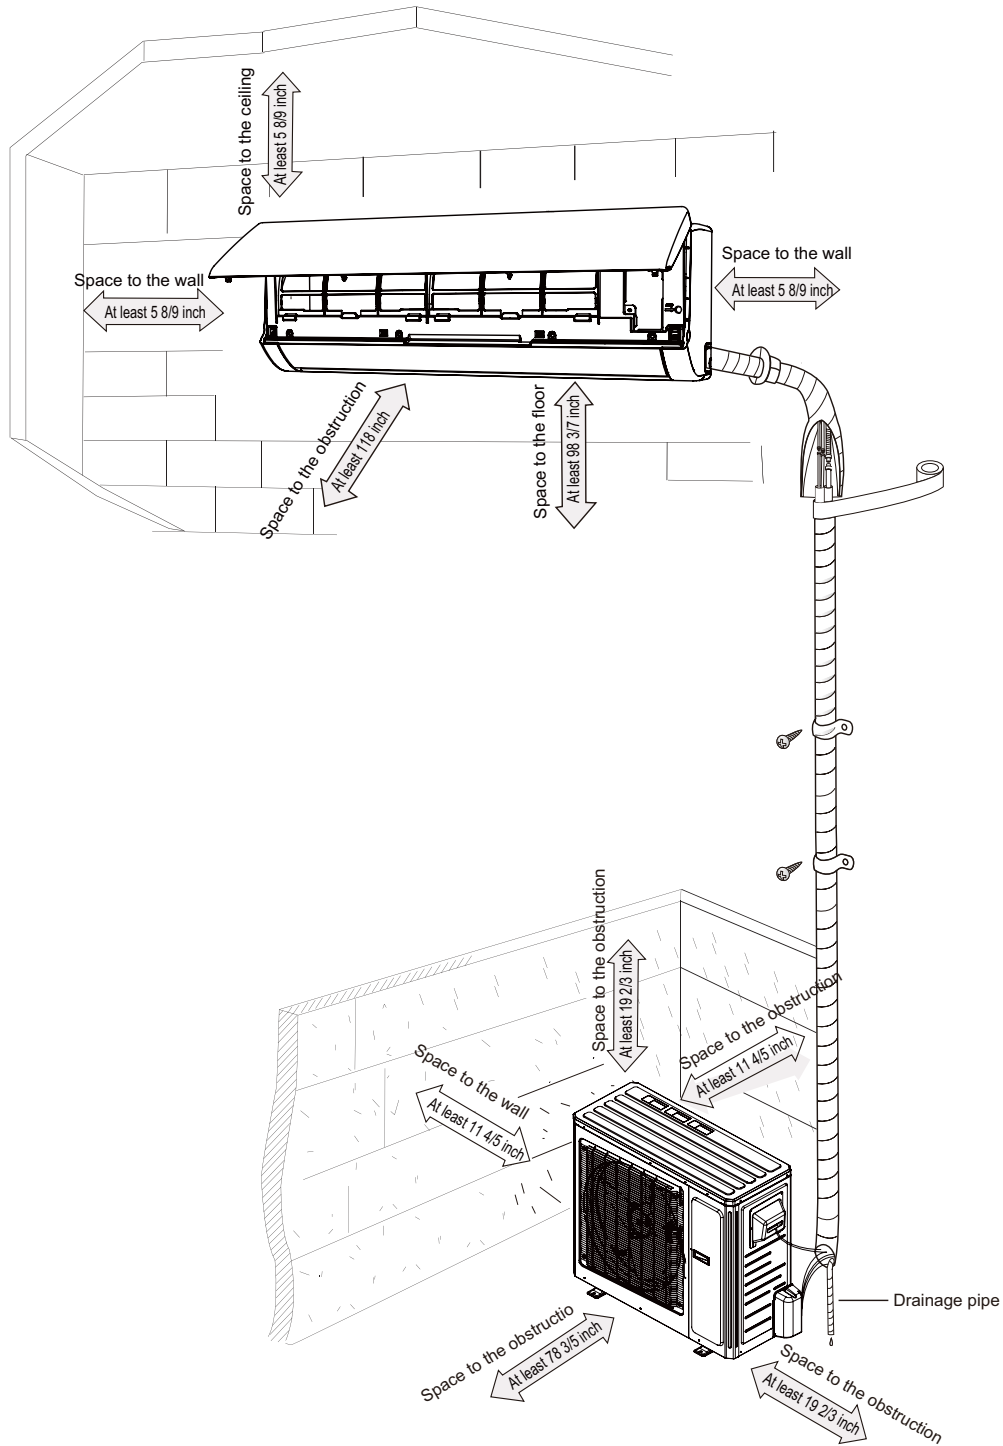 Space to the ceiling
At least 5 8/9 inch
Space to the wall
At least 5 8/9 inch
Space to the wall
At least 5 8/9 inch
Space to the obstruction
At least 118 inch
Space to the floor
At least 98 3/7 inch
Space to the obstruction
At least 19 2/3 inch
Space to the obstruction
At least 11 4/5 inch
Space to the wall
At least 11 4/5 inch
Drainage pipe
Space to the obstructio
At least 78 3/5 inch
Space to the obstruction
At least 19 2/3 inch